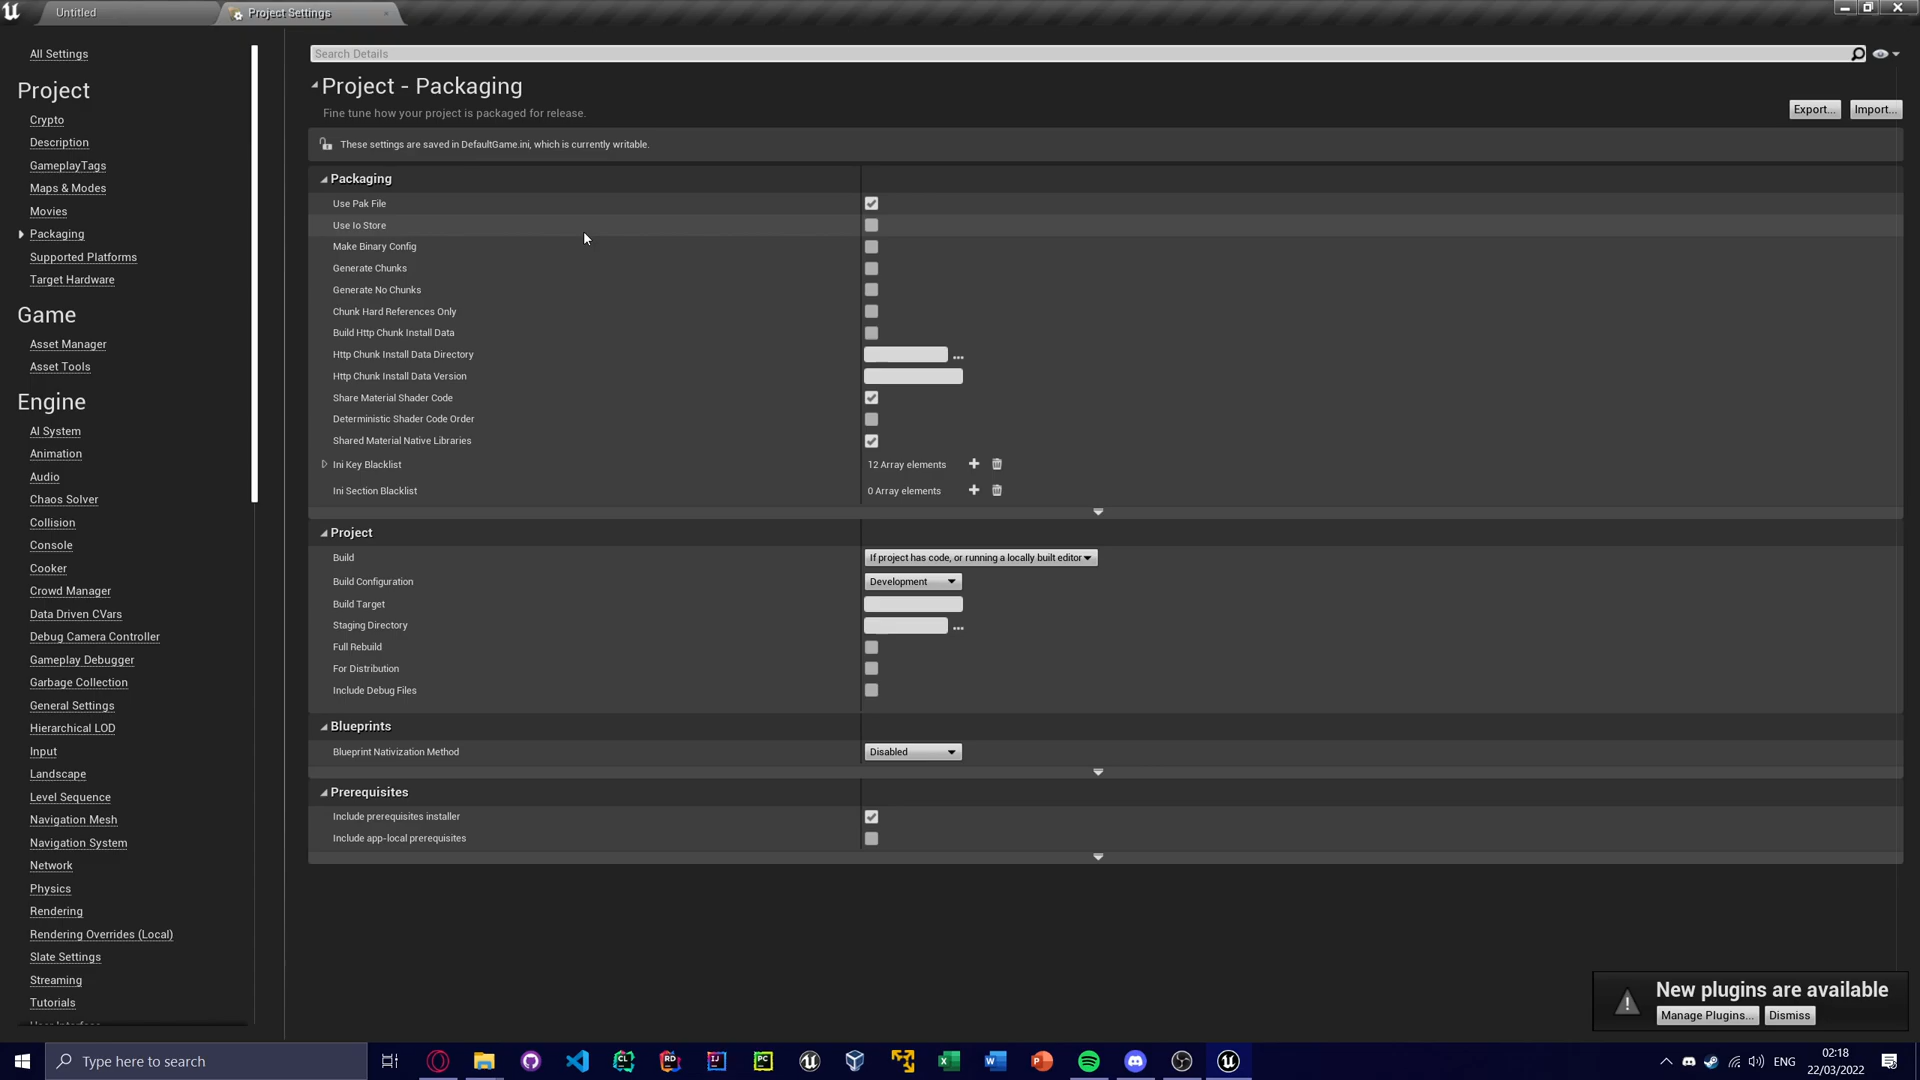 Untitled
Project Settings
All Settings
Project
Crypto
Description
GameplayTags
Maps & Modes
Movies
Packaging
Supported Platforms
Target Hardware
Game
Asset Manager
Asset Tools
Engine
AI System
Animation
Audio
Chaos Solver
Collision
Console
Cooker
Crowd Manager
Data Driven CVars
Debug Camera Controller
Gameplay Debugger
Garbage Collection
General Settings
Hierarchical LOD
Input
Landscape
Level Sequence
Navigation Mesh
Navigation System
Network
Physics
Rendering
Rendering Overrides (Local)
Slate Settings
Streaming
Tutorials
Search Details
Project - Packaging
Fine tune how your project is packaged for release.
Export...
Import...
These settings are saved in DefaultGame.ini, which is currently writable.
Packaging
Use Pak File
Use Io Store
Make Binary Config
Generate Chunks
Generate No Chunks
Chunk Hard References Only
Build Http Chunk Install Data
Http Chunk Install Data Directory
...
Http Chunk Install Data Version
Share Material Shader Code
Deterministic Shader Code Order
Shared Material Native Libraries
Ini Key Blacklist 12 Array elements
Ini Section Blacklist 0 Array elements
Project
Build If project has code, or running a locally built editor
Build Configuration Development
Build Target
Staging Directory
...
Full Rebuild
For Distribution
Include Debug Files
Blueprints
Blueprint Nativization Method Disabled
Prerequisites
Include prerequisites installer
Include app-local prerequisites
New plugins are available
Manage Plugins... Dismiss
Type here to search
ENG
02:18
22/03/2022